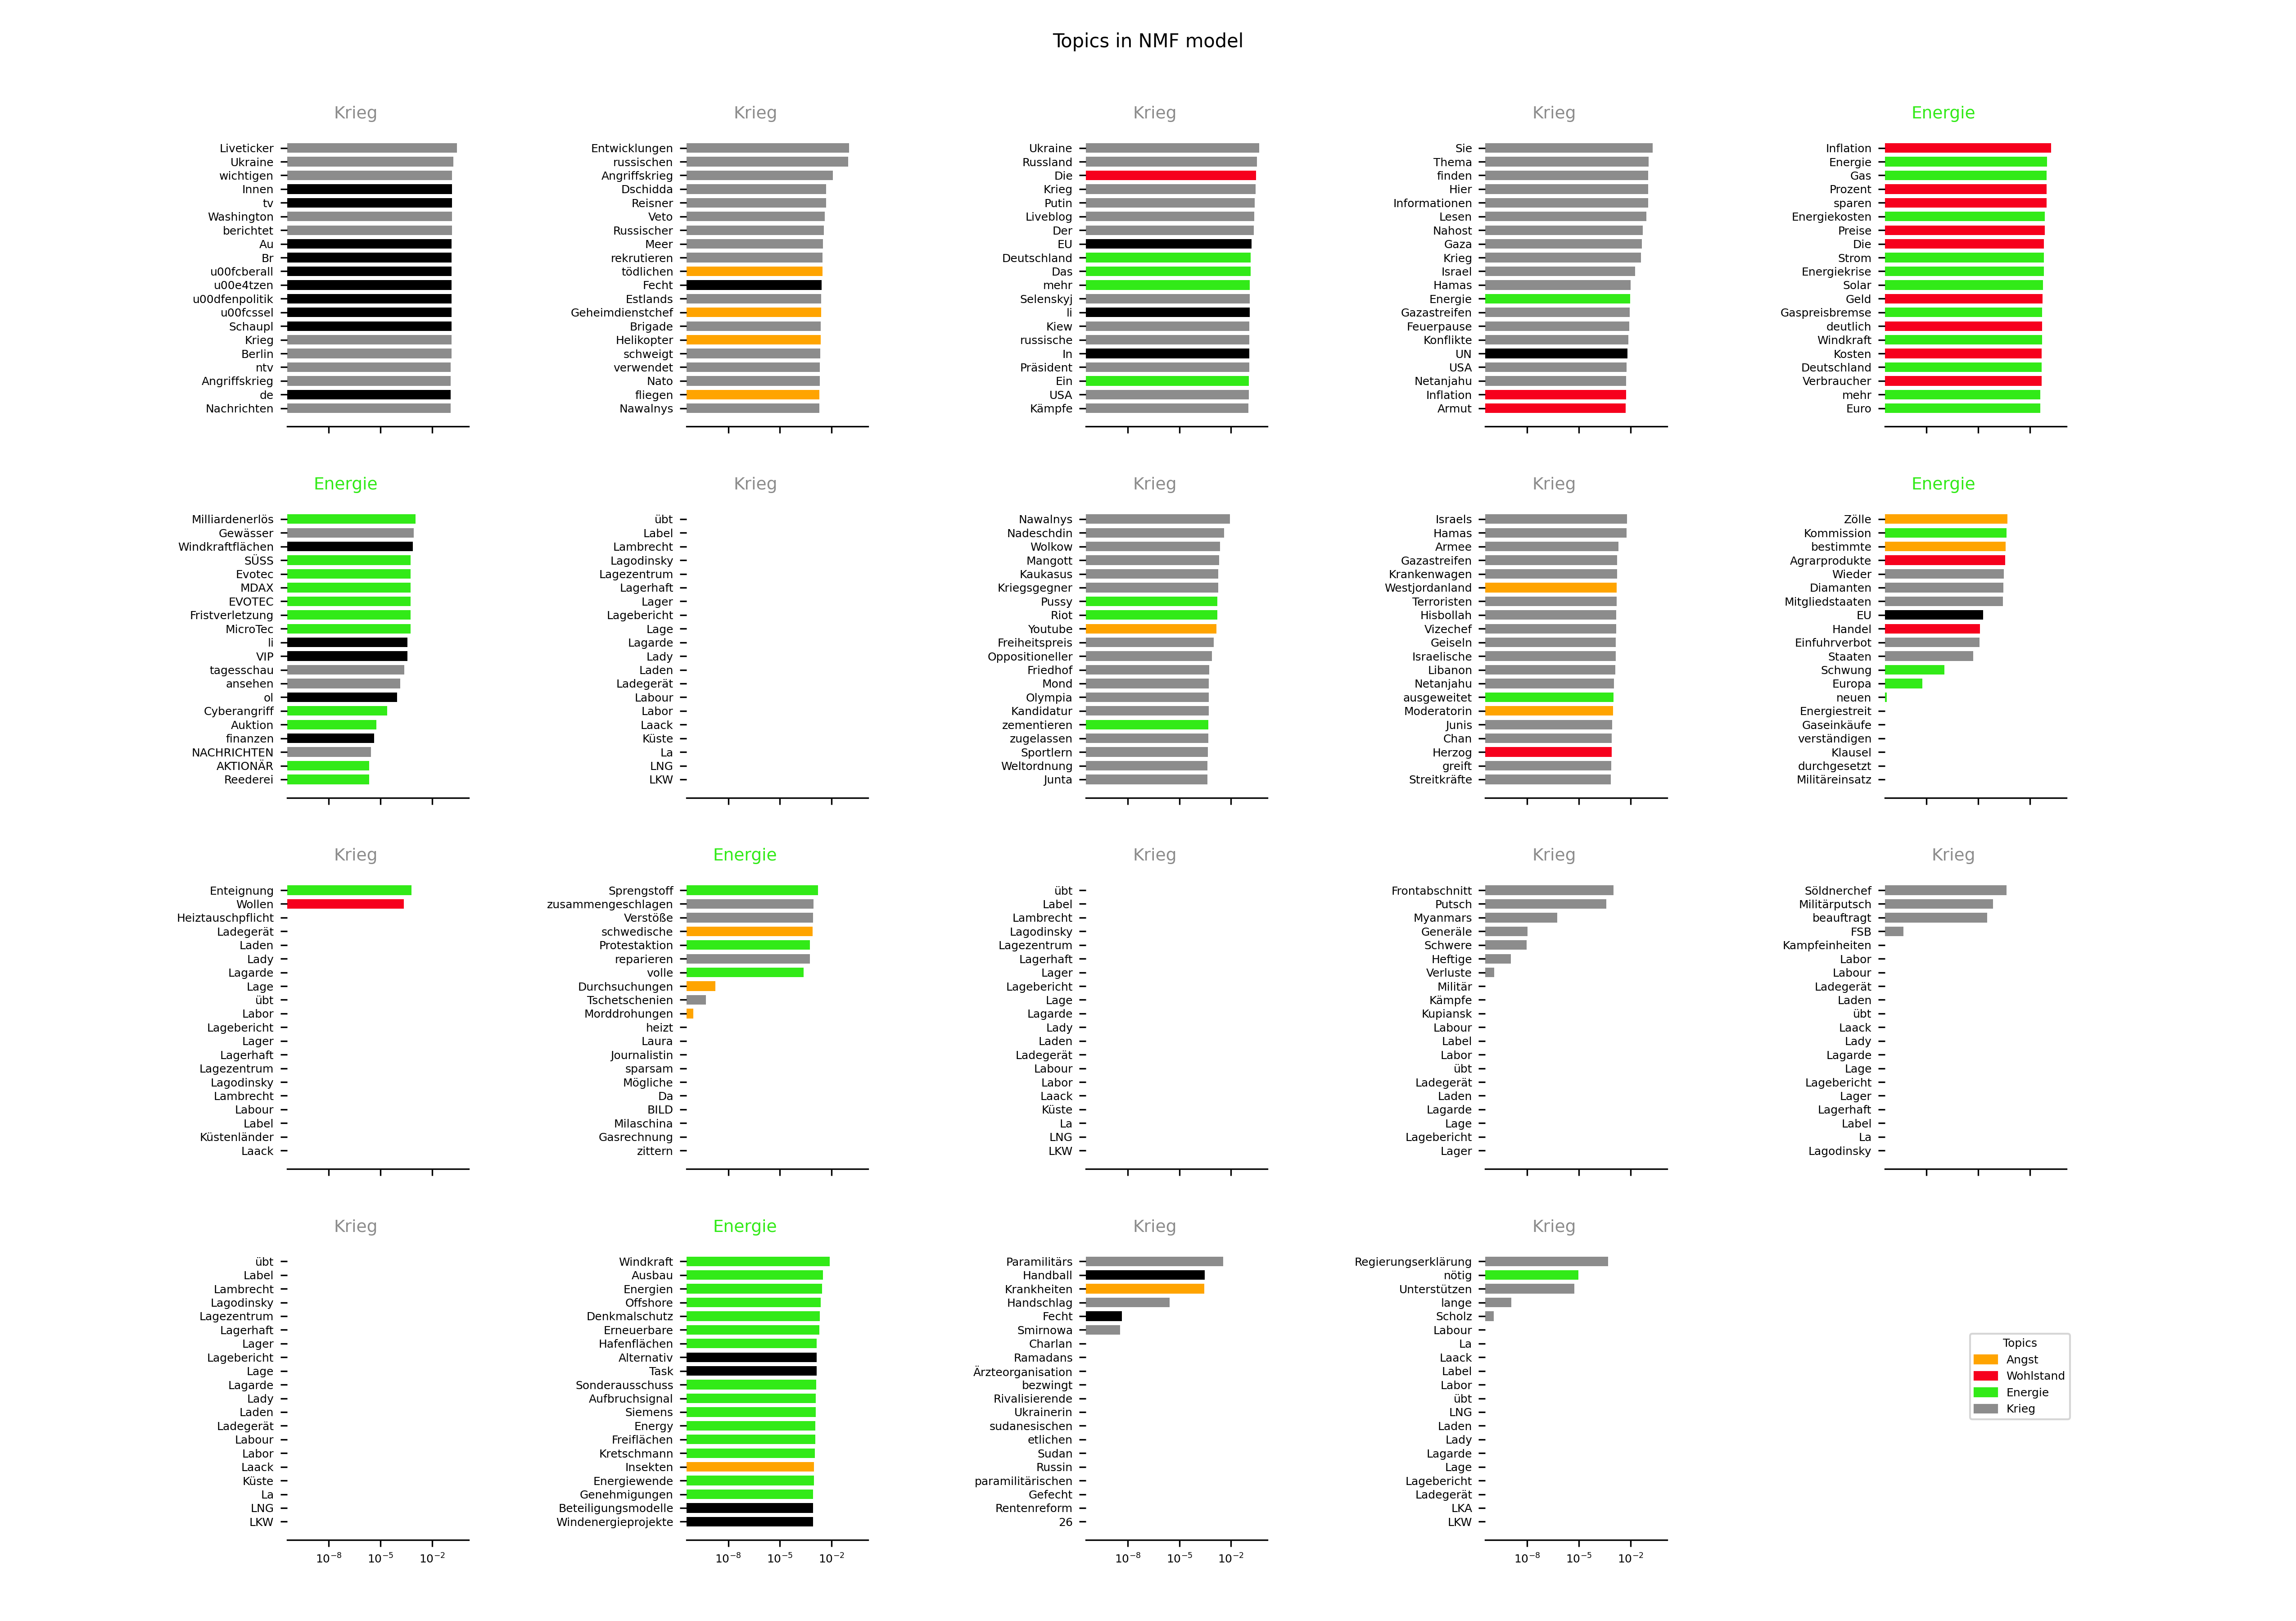 Topics in NMF model
Krieg
Liveticker
Ukraine
wichtigen
Innen
tv
Washington
berichtet
Au
Br
u00fcberall
u00e4tzen
u00dfenpolitik
u00fcssel
Schaupl
Krieg
Berlin
ntv
Angriffskrieg
de
Nachrichten
Krieg
Entwicklungen
russischen
Angriffskrieg
Dschidda
Reisner
Veto
Russischer
Meer
rekrutieren
tödlichen
Fecht
Estlands
Geheimdienstchef
Brigade
Helikopter
schweigt
verwendet
Nato
fliegen
Nawalnys
Krieg
Ukraine
Russland
Die
Krieg
Putin
Liveblog
Der
EU
Deutschland
Das
mehr
Selenskyj
li
Kiew
russische
In
Präsident
Ein
USA
Kämpfe
Krieg
Sie
Thema
finden
Hier
Informationen
Lesen
Nahost
Gaza
Krieg
Israel
Hamas
Energie
Gazastreifen
Feuerpause
Konflikte
UN
USA
Netanjahu
Inflation
Armut
Energie
Inflation
Energie
Gas
Prozent
sparen
Energiekosten
Preise
Die
Strom
Energiekrise
Solar
Geld
Gaspreisbremse
deutlich
Windkraft
Kosten
Deutschland
Verbraucher
mehr
Euro
Energie
Milliardenerlös
Gewässer
Windkraftflächen
SÜSS
Evotec
MDAX
EVOTEC
Fristverletzung
MicroTec
li
VIP
tagesschau
ansehen
ol
Cyberangriff
Auktion
finanzen
NACHRICHTEN
AKTIONÄR
Reederei
Krieg
übt
Label
Lambrecht
Lagodinsky
Lagezentrum
Lagerhaft
Lager
Lagebericht
Lage
Lagarde
Lady
Laden
Ladegerät
Labour
Labor
Laack
Küste
La
LNG
LKW
Krieg
Nawalnys
Nadeschdin
Wolkow
Mangott
Kaukasus
Kriegsgegner
Pussy
Riot
Youtube
Freiheitspreis
Oppositioneller
Friedhof
Mond
Olympia
Kandidatur
zementieren
zugelassen
Sportlern
Weltordnung
Junta
Krieg
Israels
Hamas
Armee
Gazastreifen
Krankenwagen
Westjordanland
Terroristen
Hisbollah
Vizechef
Geiseln
Israelische
Libanon
Netanjahu
ausgeweitet
Moderatorin
Junis
Chan
Herzog
greift
Streitkräfte
Energie
Zölle
Kommission
bestimmte
Agrarprodukte
Wieder
Diamanten
Mitgliedstaaten
EU
Handel
Einfuhrverbot
Staaten
Schwung
Europa
neuen
Energiestreit
Gaseinkäufe
verständigen
Klausel
durchgesetzt
Militäreinsatz
Krieg
Enteignung
Wollen
Heiztauschpflicht
Ladegerät
Laden
Lady
Lagarde
Lage
übt
Labor
Lagebericht
Lager
Lagerhaft
Lagezentrum
Lagodinsky
Lambrecht
Labour
Label
Küstenländer
Laack
Energie
Sprengstoff
zusammengeschlagen
Verstöße
schwedische
Protestaktion
reparieren
volle
Durchsuchungen
Tschetschenien
Morddrohungen
heizt
Laura
Journalistin
sparsam
Mögliche
Da
BILD
Milaschina
Gasrechnung
zittern
Krieg
übt
Label
Lambrecht
Lagodinsky
Lagezentrum
Lagerhaft
Lager
Lagebericht
Lage
Lagarde
Lady
Laden
Ladegerät
Labour
Labor
Laack
Küste
La
LNG
LKW
Krieg
Frontabschnitt
Putsch
Myanmars
Generäle
Schwere
Heftige
Verluste
Militär
Kämpfe
Kupiansk
Labour
Label
Labor
übt
Ladegerät
Laden
Lagarde
Lage
Lagebericht
Lager
Krieg
Söldnerchef
Militärputsch
beauftragt
FSB
Kampfeinheiten
Labor
Labour
Ladegerät
Laden
übt
Laack
Lady
Lagarde
Lage
Lagebericht
Lager
Lagerhaft
Label
La
Lagodinsky
Krieg
übt
Label
Lambrecht
Lagodinsky
Lagezentrum
Lagerhaft
Lager
Lagebericht
Lage
Lagarde
Lady
Laden
Ladegerät
Labour
Labor
Laack
Küste
La
LNG
LKW
10⁻⁸ 10⁻⁵ 10⁻²
Energie
Windkraft
Ausbau
Energien
Offshore
Denkmalschutz
Erneuerbare
Hafenflächen
Alternativ
Task
Sonderausschuss
Aufbruchsignal
Siemens
Energy
Freiflächen
Kretschmann
Insekten
Energiewende
Genehmigungen
Beteiligungsmodelle
Windenergieprojekte
10⁻⁸ 10⁻⁵ 10⁻²
Krieg
Paramilitärs
Handball
Krankheiten
Handschlag
Fecht
Smirnowa
Charlan
Ramadans
Ärzteorganisation
bezwingt
Rivalisierende
Ukrainerin
sudanesischen
etlichen
Sudan
Russin
paramilitärischen
Gefecht
Rentenreform
26
10⁻⁸ 10⁻⁵ 10⁻²
Krieg
Regierungserklärung
nötig
Unterstützen
lange
Scholz
Labour
La
Laack
Label
Labor
übt
LNG
Laden
Lady
Lagarde
Lage
Lagebericht
Ladegerät
LKA
LKW
10⁻⁸ 10⁻⁵ 10⁻²
Topics
Angst
Wohlstand
Energie
Krieg